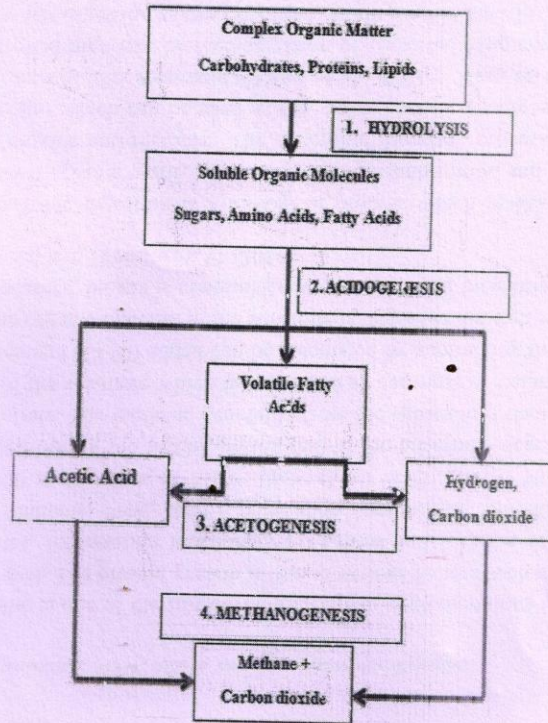 Complex Organic Matter
Carbohydrates, Proteins, Lipids
1. HYDROLYSIS
Soluble Organic Molecules
Sugars, Amino Acids, Fatty Acids
2. ACIDOGENESIS
Volatile Fatty
Acids
Acetic Acid
Hydrogen,
Carbon dioxide
3. ACETOGENESIS
4. METHANOGENESIS
Methane +
Carbon dioxide